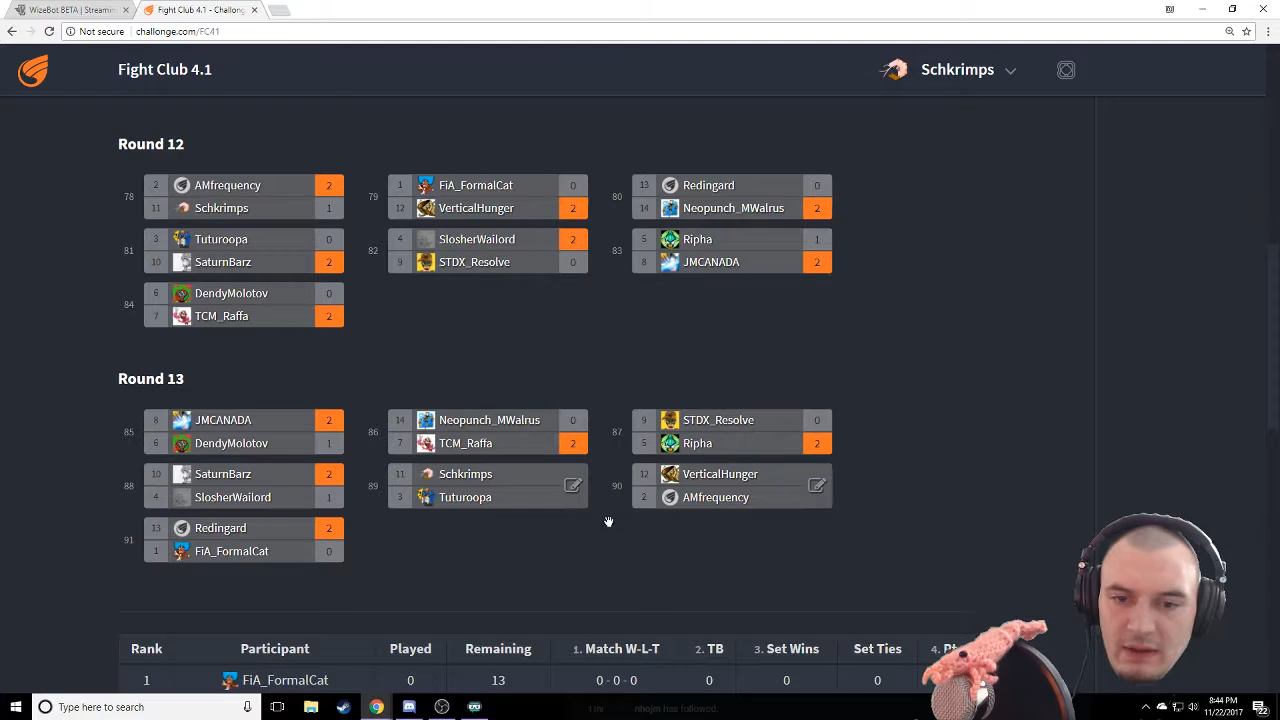 WizeBot BETA | Streamin
Fight Club 4.1 - Challong
Not secure | challonge.com/FC41
Fight Club 4.1
Schkrimps
Round 12
78 2 AMfrequency 2
11 Schkrimps 1
79 1 FiA_FormalCat 0
12 VerticalHunger 2
80 13 Redingard 0
14 Neopunch_MWalrus 2
81 3 Tuturoopa 0
10 SaturnBarz 2
82 4 SlosherWailord 2
9 STDX_Resolve 0
83 5 Ripha 1
8 JMCANADA 2
84 6 DendyMolotov 0
7 TCM_Raffa 2
Round 13
85 8 JMCANADA 2
6 DendyMolotov 1
86 14 Neopunch_MWalrus 0
7 TCM_Raffa 2
87 9 STDX_Resolve 0
5 Ripha 2
88 10 SaturnBarz 2
4 SlosherWailord 1
89 11 Schkrimps
3 Tuturoopa
90 12 VerticalHunger
2 AMfrequency
91 13 Redingard 2
1 FiA_FormalCat 0
Rank Participant Played Remaining 1. Match W-L-T 2. TB 3. Set Wins Set Ties 4. Pt
1 FiA_FormalCat 0 13 0 - 0 - 0 0 0 0
Type here to search
nhojm has followed.
8:44 PM
11/22/2017
22